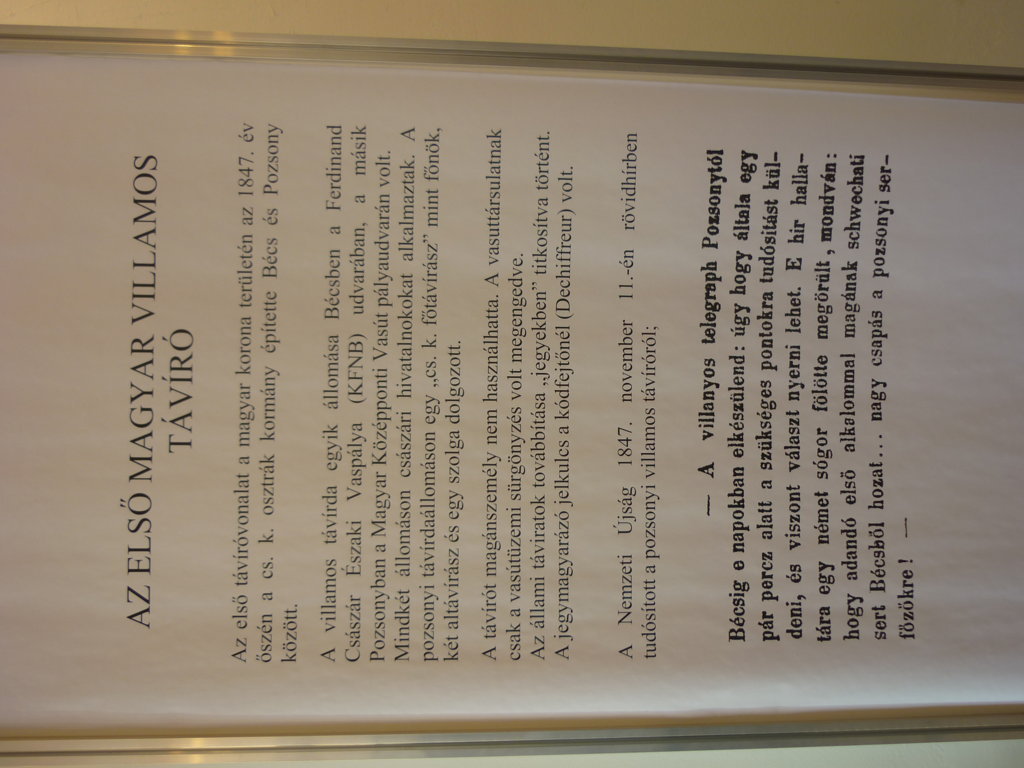 AZ ELSŐ MAGYAR VILLAMOS
TÁVÍRÓ
Az első távíróvonalat a magyar korona területén az 1847. év
őszén a cs. k. osztrák kormány építette Bécs és Pozsony
között.
A villamos távírda egyik állomása Bécsben a Ferdinand
Császár Északi Vaspálya (KFNB) udvarában, a másik
Pozsonyban a Magyar Középponti Vasút pályaudvarán volt.
Mindkét állomáson császári hivatalnokokat alkalmaztak. A
pozsonyi távírdaállomáson egy „cs. k. főtávírász” mint főnök,
két altávírász és egy szolga dolgozott.
A távírót magánszemély nem használhatta. A vasuttársulatnak
csak a vasútüzemi sürgönyzés volt megengedve.
Az állami táviratok továbbítása „jegyekben” titkosítva történt.
A jegymagyarázó jelkulcs a kódfejtőnél (Dechiffreur) volt.
A Nemzeti Újság 1847. november 11.-én rövidhírben
tudósított a pozsonyi villamos távíróról;
— A villanyos telegraph Pozsonytól
Bécsig e napokban elkészülend: úgy hogy általa egy
pár percz alatt a szükséges pontokra tudósítást kül–
deni, és viszont választ nyerni lehet. E hir halla–
tára egy német sógor fölötte megörült, mondván:
hogy adandó első alkalommal magának schwechati
sert Bécsből hozat... nagy csapás a pozsonyi ser–
főzőkre! —